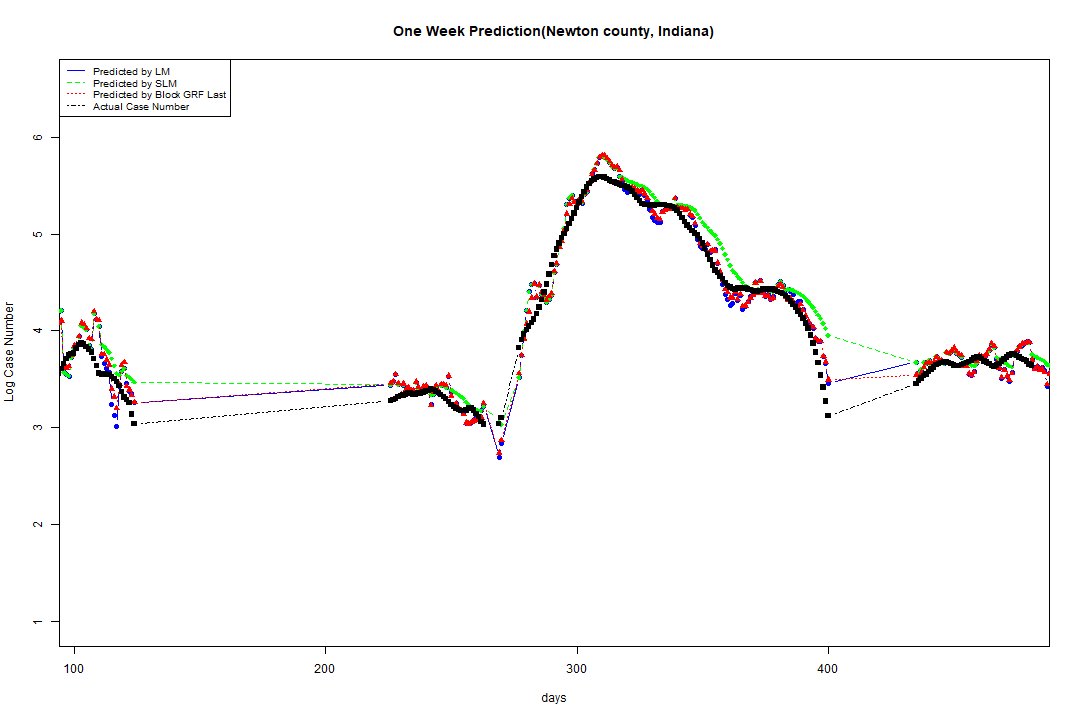 One Week Prediction(Newton county, Indiana)
Predicted by LM
Predicted by SLM
Predicted by Block GRF Last
Actual Case Number
Log Case Number
6
5
4
3
2
1
100
200
300
400
days